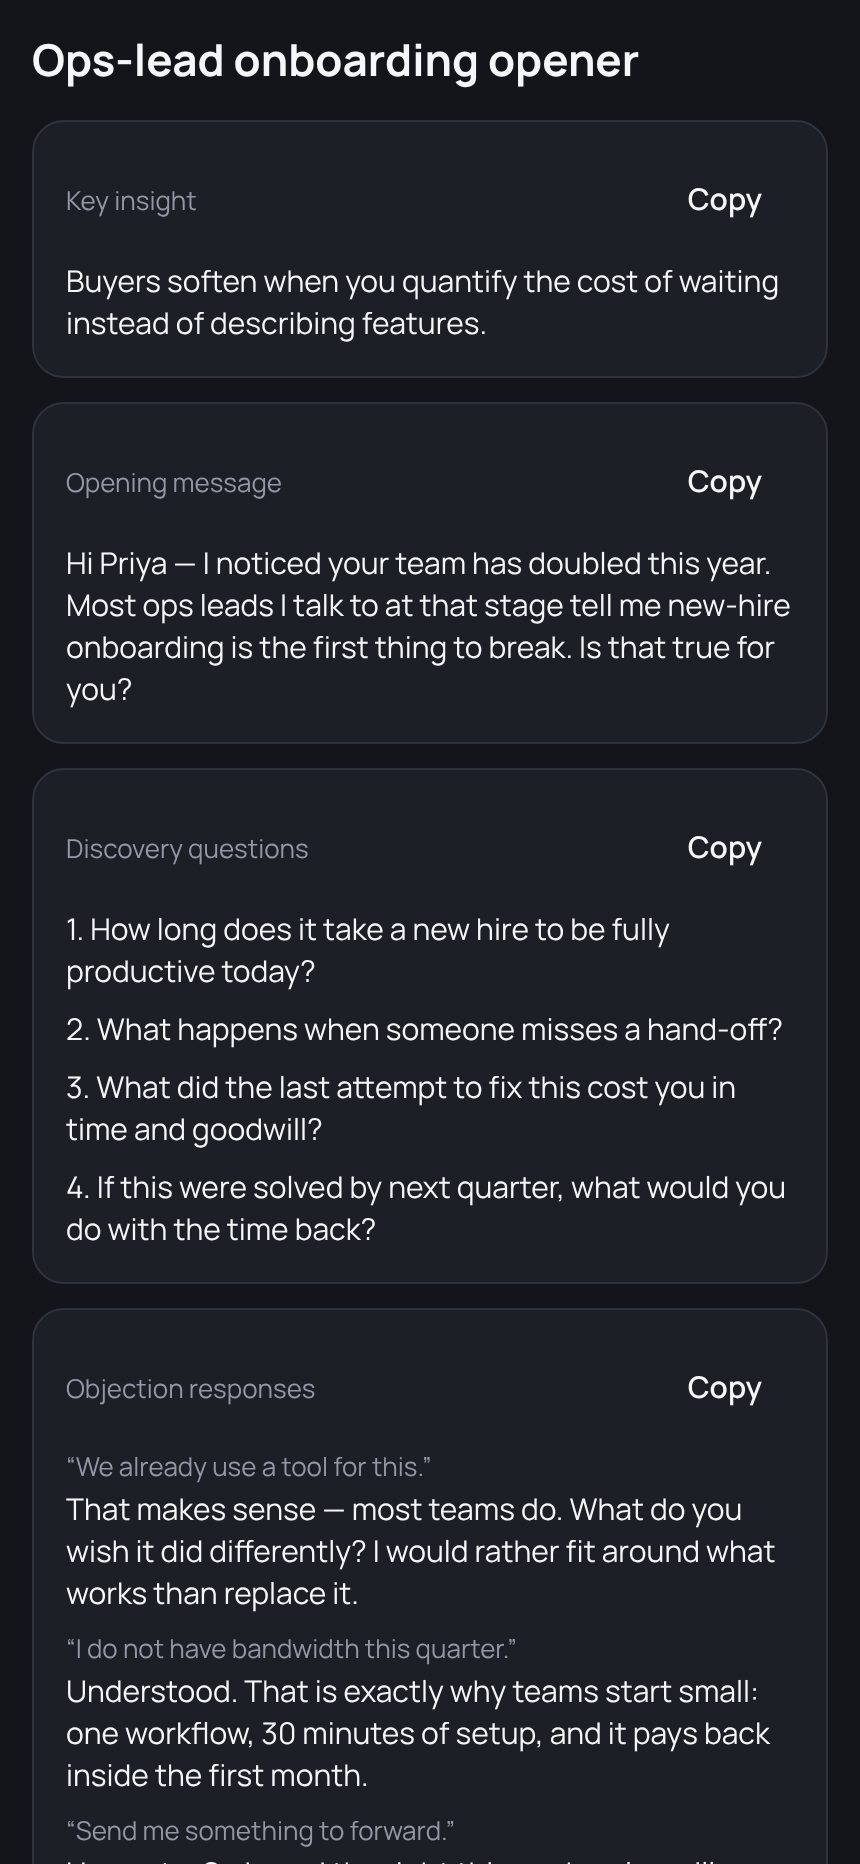 Ops-lead onboarding opener
Key insight
Copy
Buyers soften when you quantify the cost of waiting
instead of describing features.
Opening message
Copy
Hi Priya — I noticed your team has doubled this year.
Most ops leads I talk to at that stage tell me new-hire
onboarding is the first thing to break. Is that true for
you?
Discovery questions
Copy
1. How long does it take a new hire to be fully
productive today?
2. What happens when someone misses a hand-off?
3. What did the last attempt to fix this cost you in
time and goodwill?
4. If this were solved by next quarter, what would you
do with the time back?
Objection responses
Copy
“We already use a tool for this.”
That makes sense — most teams do. What do you
wish it did differently? I would rather fit around what
works than replace it.
“I do not have bandwidth this quarter.”
Understood. That is exactly why teams start small:
one workflow, 30 minutes of setup, and it pays back
inside the first month.
“Send me something to forward.”